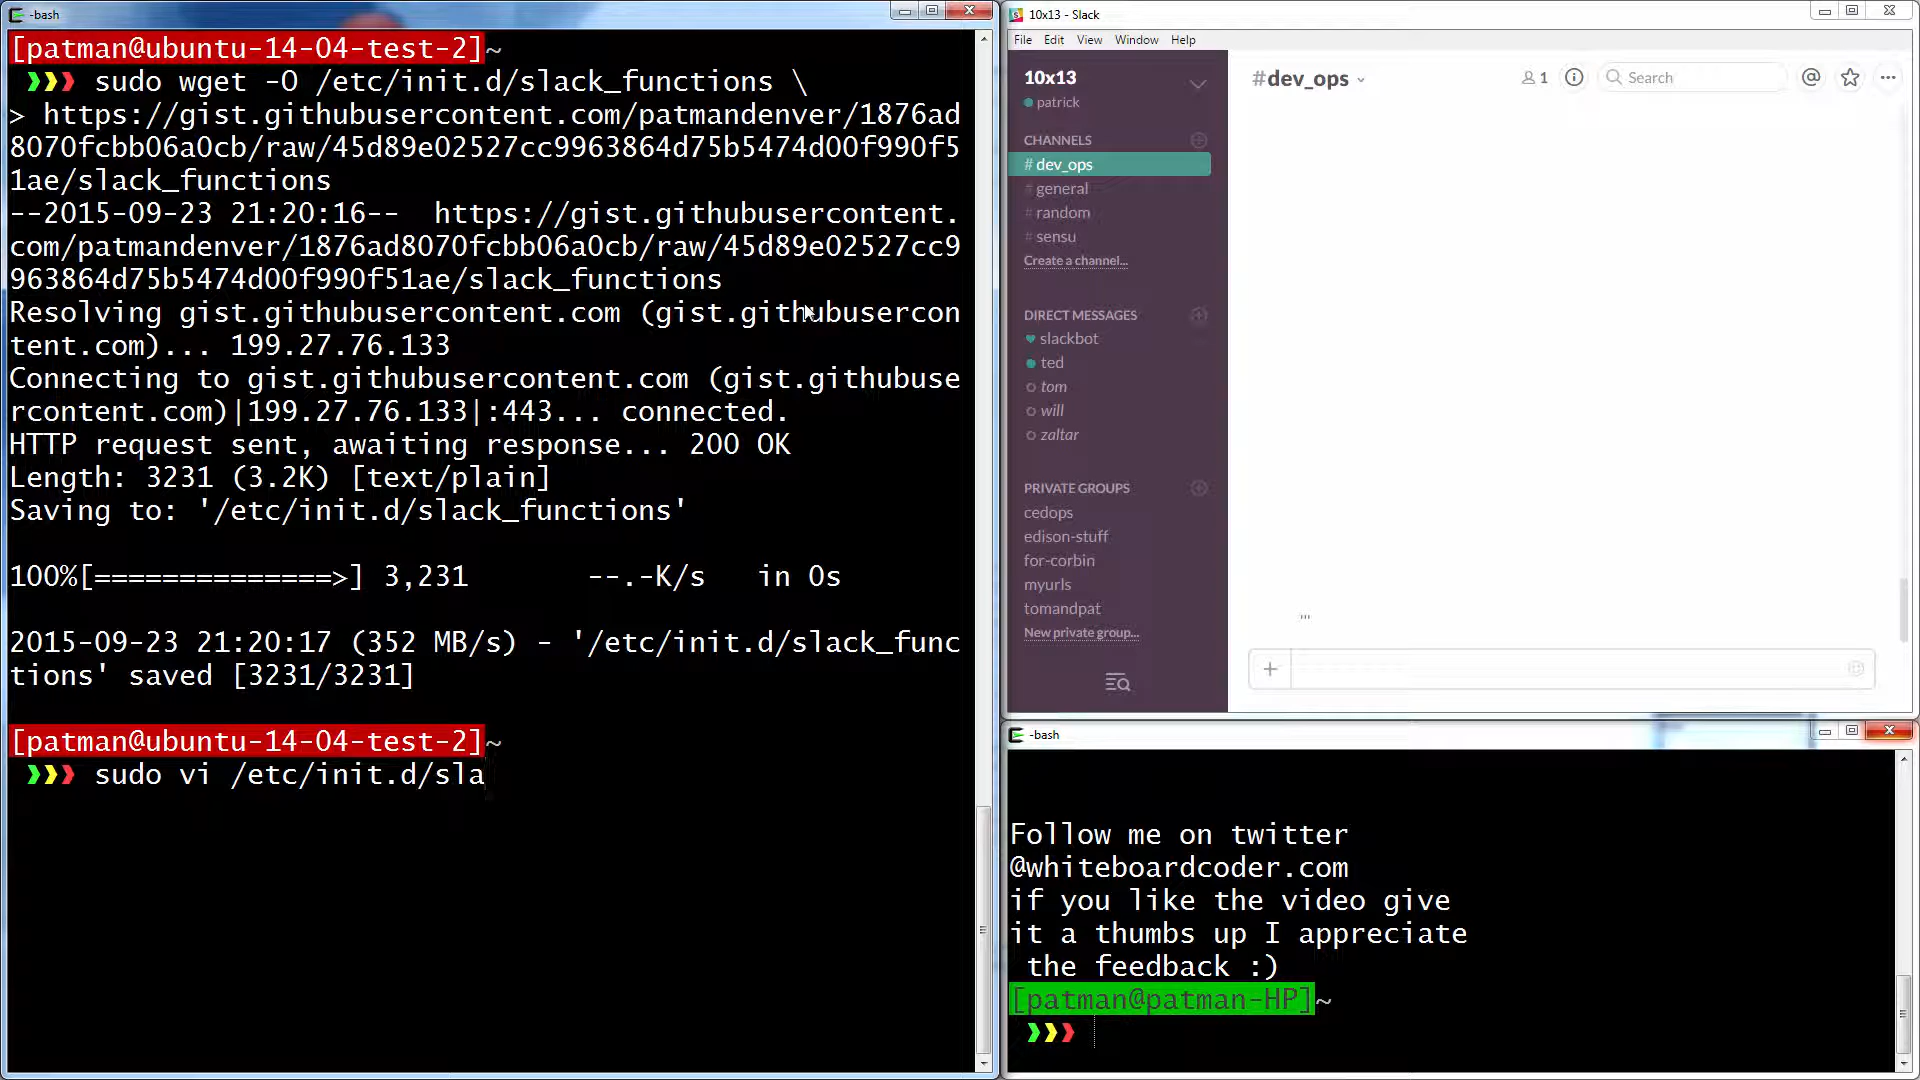 -bash
[patman@ubuntu-14-04-test-2]~
❯❯❯ sudo wget -O /etc/init.d/slack_functions \
> https://gist.githubusercontent.com/patmandenver/1876ad
8070fcbb06a0cb/raw/45d89e02527cc9963864d75b5474d00f990f5
1ae/slack_functions
--2015-09-23 21:20:16--  https://gist.githubusercontent.
com/patmandenver/1876ad8070fcbb06a0cb/raw/45d89e02527cc9
963864d75b5474d00f990f51ae/slack_functions
Resolving gist.githubusercontent.com (gist.githubusercon
tent.com)... 199.27.76.133
Connecting to gist.githubusercontent.com (gist.githubuse
rcontent.com)|199.27.76.133|:443... connected.
HTTP request sent, awaiting response... 200 OK
Length: 3231 (3.2K) [text/plain]
Saving to: '/etc/init.d/slack_functions'
100%[==============>] 3,231       --.-K/s   in 0s
2015-09-23 21:20:17 (352 MB/s) - '/etc/init.d/slack_func
tions' saved [3231/3231]
[patman@ubuntu-14-04-test-2]~
❯❯❯ sudo vi /etc/init.d/sla
10x13 - Slack
File Edit View Window Help
10x13
patrick
CHANNELS
# dev_ops
# general
# random
# sensu
Create a channel...
DIRECT MESSAGES
slackbot
ted
tom
will
zaltar
PRIVATE GROUPS
cedops
edison-stuff
for-corbin
myurls
tomandpat
New private group...
#dev_ops
1
Search
-bash
Follow me on twitter
@whiteboardcoder.com
if you like the video give
it a thumbs up I appreciate
the feedback :)
[patman@patman-HP]~
❯❯❯